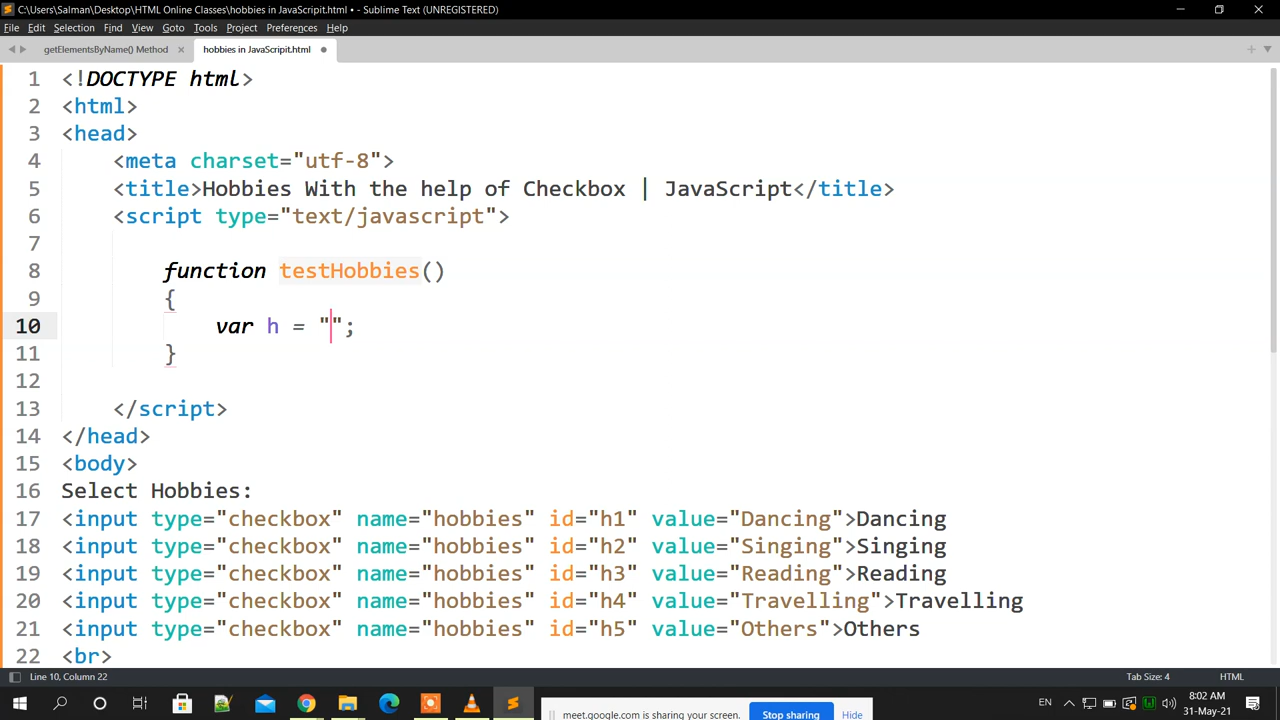 C:\Users\Salman\Desktop\HTML Online Classes\hobbies in JavaScripit.html • - Sublime Text (UNREGISTERED)
File Edit Selection Find View Goto Tools Project Preferences Help
getElementsByName() Method × hobbies in JavaScripit.html
1 <!DOCTYPE html>
2 <html>
3 <head>
4 <meta charset="utf-8">
5 <title>Hobbies With the help of Checkbox | JavaScript</title>
6 <script type="text/javascript">
7
8 function testHobbies()
9 {
10 var h = "";
11 }
12
13 </script>
14 </head>
15 <body>
16 Select Hobbies:
17 <input type="checkbox" name="hobbies" id="h1" value="Dancing">Dancing
18 <input type="checkbox" name="hobbies" id="h2" value="Singing">Singing
19 <input type="checkbox" name="hobbies" id="h3" value="Reading">Reading
20 <input type="checkbox" name="hobbies" id="h4" value="Travelling">Travelling
21 <input type="checkbox" name="hobbies" id="h5" value="Others">Others
22 <br>
Line 10, Column 22 Tab Size: 4 HTML
meet.google.com is sharing your screen. Stop sharing Hide
EN 8:02 AM
31-May-21